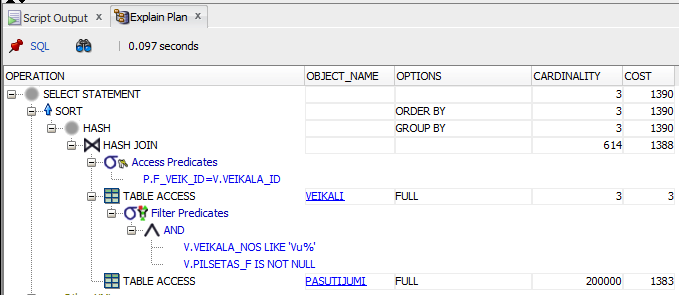 Script Output x Explain Plan x
SQL | 0.097 seconds
OPERATION OBJECT_NAME OPTIONS CARDINALITY COST
SELECT STATEMENT 3 1390
SORT ORDER BY 3 1390
HASH GROUP BY 3 1390
HASH JOIN 614 1388
Access Predicates
P.F_VEIK_ID=V.VEIKALA_ID
TABLE ACCESS VEIKALI FULL 3 3
Filter Predicates
AND
V.VEIKALA_NOS LIKE 'Vu%'
V.PILSETAS_F IS NOT NULL
TABLE ACCESS PASUTIJUMI FULL 200000 1383